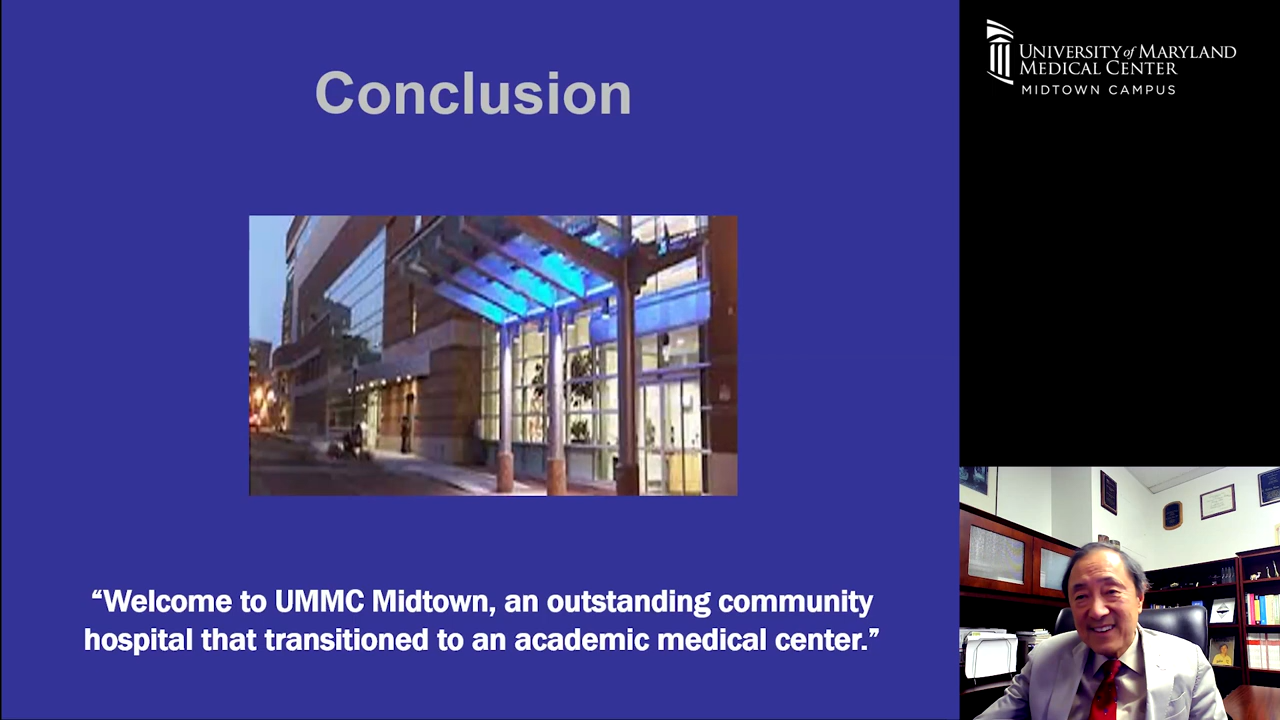 Conclusion
“Welcome to UMMC Midtown, an outstanding community
hospital that transitioned to an academic medical center.”
UNIVERSITY of MARYLAND
MEDICAL CENTER
MIDTOWN CAMPUS